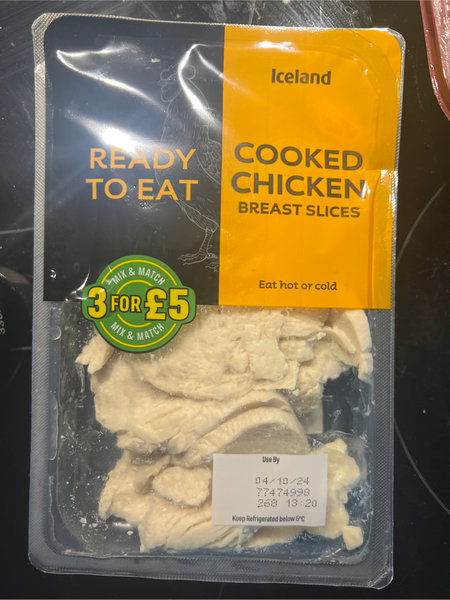 Iceland
READY
TO EAT
COOKED
CHICKEN
BREAST SLICES
Eat hot or cold
MIX & MATCH
3 FOR £5
MIX & MATCH
Use By
04/10/24
77474998
268 13:20
Keep Refrigerated below 5°C